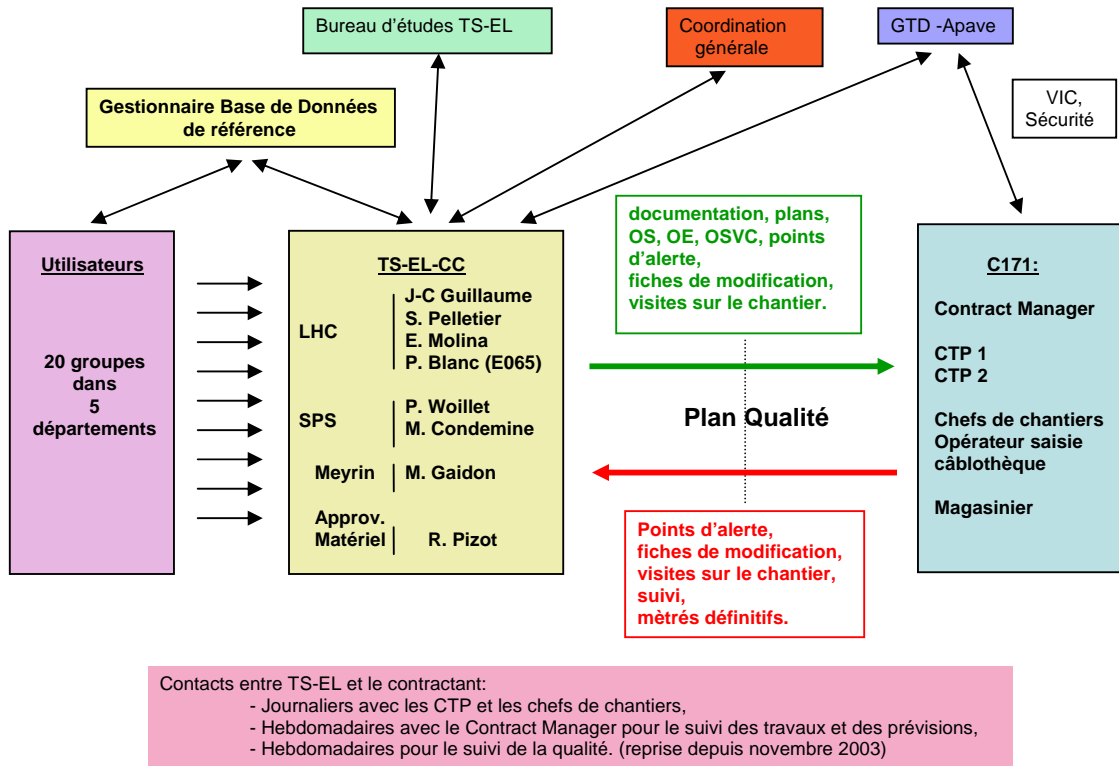 Bureau d'études TS-EL
Coordination
générale
GTD -Apave
VIC,
Sécurité
Gestionnaire Base de Données
de référence
Utilisateurs
20 groupes
dans
5
départements
TS-EL-CC
LHC
J-C Guillaume
S. Pelletier
E. Molina
P. Blanc (E065)
SPS
P. Woillet
M. Condemine
Meyrin
M. Gaidon
Approv.
Matériel
R. Pizot
documentation, plans,
OS, OE, OSVC, points
d'alerte,
fiches de modification,
visites sur le chantier.
Plan Qualité
Points d'alerte,
fiches de modification,
visites sur le chantier,
suivi,
mètrés définitifs.
C171:
Contract Manager
CTP 1
CTP 2
Chefs de chantiers
Opérateur saisie
câblothèque
Magasinier
Contacts entre TS-EL et le contractant:
- Journaliers avec les CTP et les chefs de chantiers,
- Hebdomadaires avec le Contract Manager pour le suivi des travaux et des prévisions,
- Hebdomadaires pour le suivi de la qualité. (reprise depuis novembre 2003)